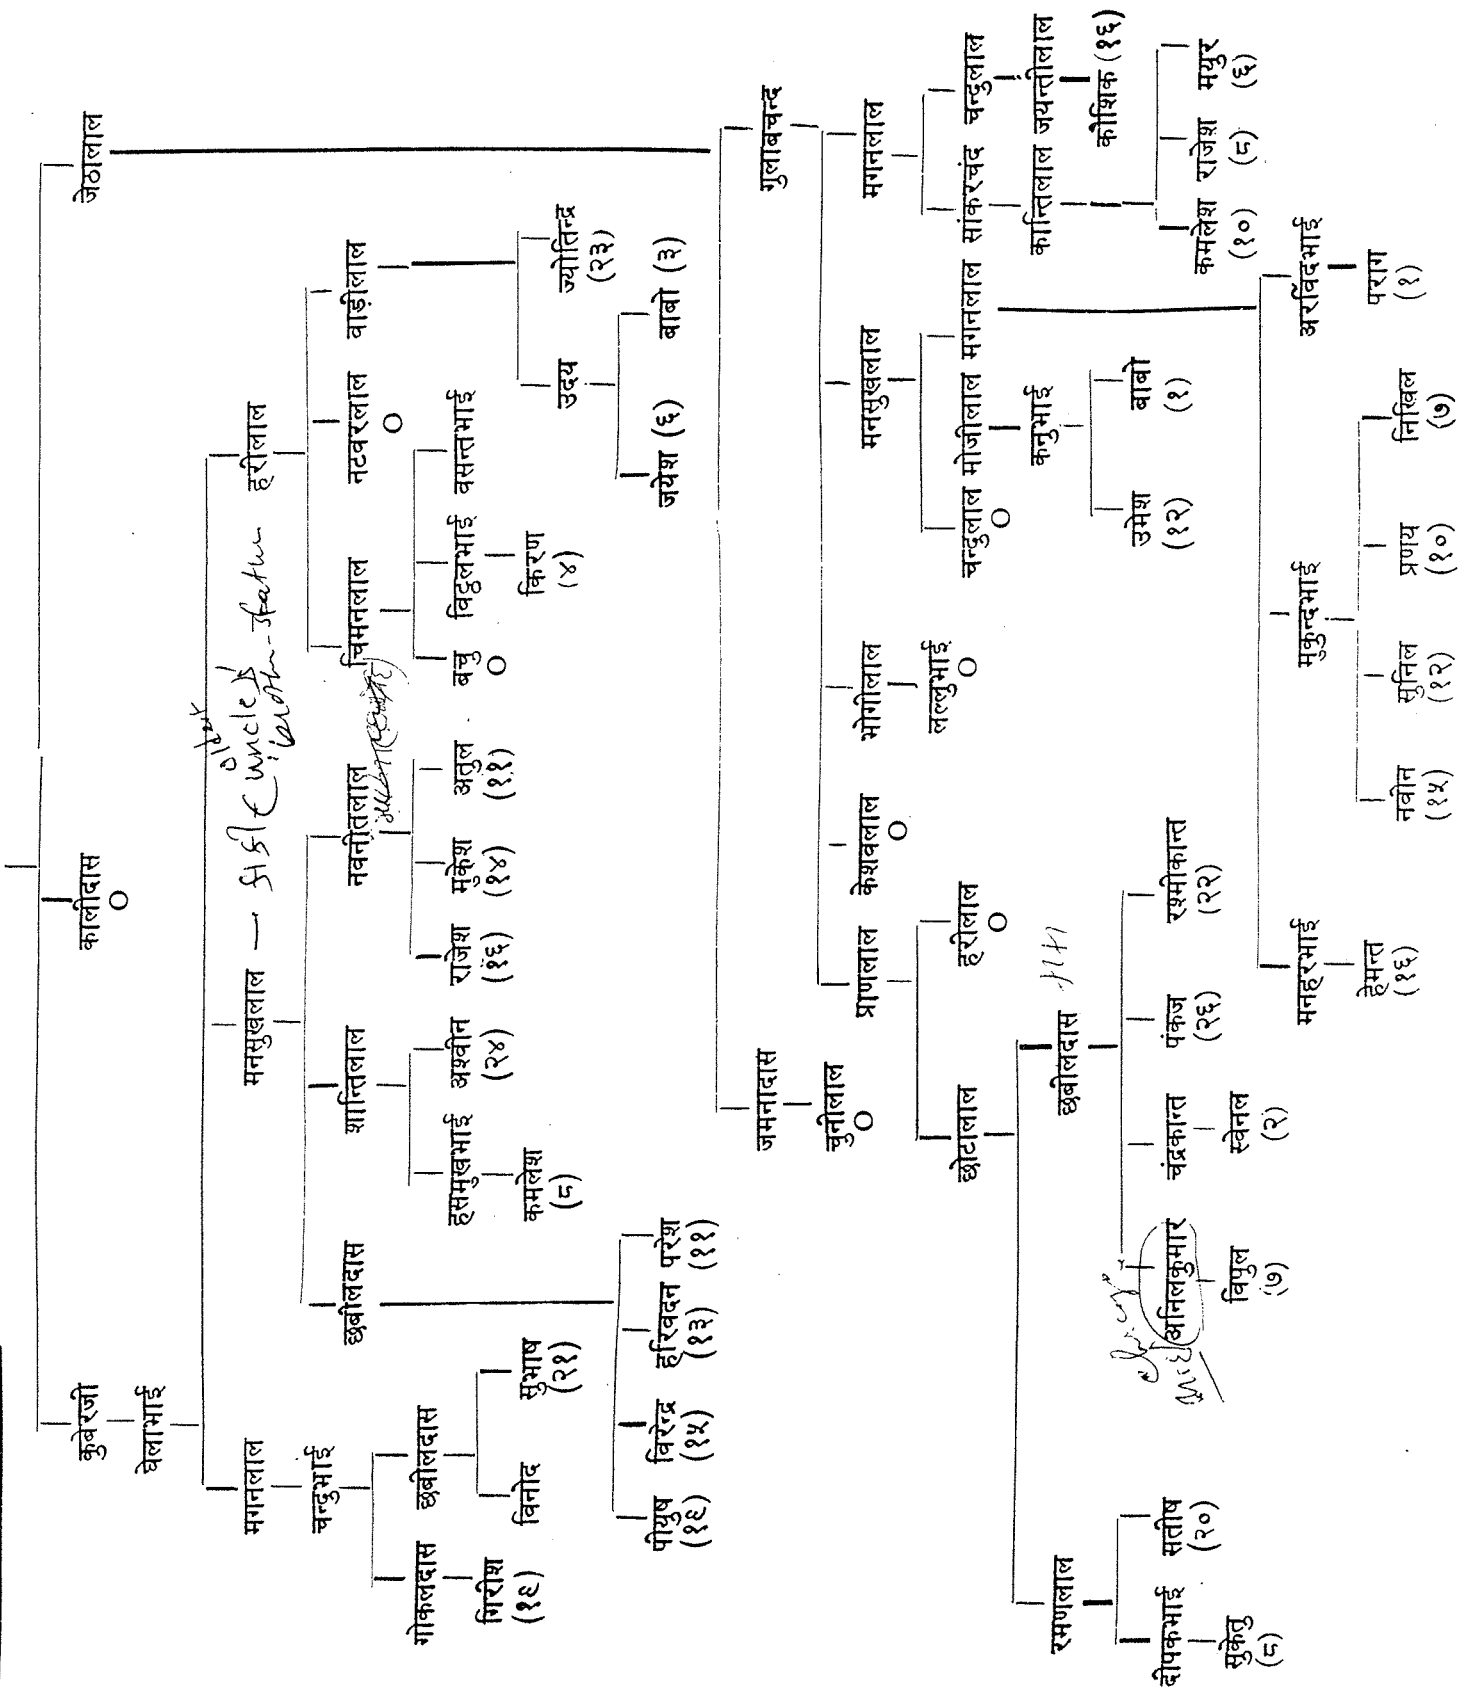 कुबेरजी
कालीदास
O
जेठालाल
घेलाभाई
मगनलाल
मनसुखलाल —
older
uncle
हरीलाल
चन्दुभाई
छबीलदास
शान्तिलाल
नवनीतलाल
चिमनलाल
नटवरलाल
O
वाड़ीलाल
गोकलदास
छबीलदास
हसमुखभाई
अश्वीन
(२४)
राजेश
(१६)
मुकेश
(१४)
अतुल
(११)
बचु
O
विठ्ठलभाई
वसन्तभाई
गिरीश
(१९)
विनोद
सुभाष
(२१)
कमलेश
(८)
किरण
(४)
उदय
ज्योतिन्द्र
(२३)
पीयुष
(१९)
विरेन्द्र
(१५)
हरिवदन
(१३)
परेश
(११)
जयेश (६)
बाबो (३)
जमनादास
गुलाबचन्द
चुनीलाल
O
प्राणलाल
केशवलाल
O
भोगीलाल
मनसुखलाल
मगनलाल
छोटालाल
हरीलाल
O
लल्लुभाई
O
चन्दुलाल
O
मोजीलाल
मगनलाल
सांकरचंद
चन्दुलाल
रमणलाल
छबीलदास
कनुभाई
कान्तिलाल
जयन्तीलाल
कौशिक (१६)
दीपकभाई
सतीष
(२०)
अनिलकुमार
चंद्रकान्त
पंकज
(२६)
रश्मीकान्त
(२२)
उमेश
(१२)
बाबो
(१)
कमलेश
(१०)
राजेश
(८)
मयुर
(६)
सुकेतु
(८)
विपुल
(७)
स्वेनल
(२)
मनहरभाई
मुकुन्दभाई
अरविंदभाई
हेमन्त
(१६)
नवीन
(१५)
सुनिल
(१२)
प्रणय
(१०)
निखिल
(७)
पराग
(१)